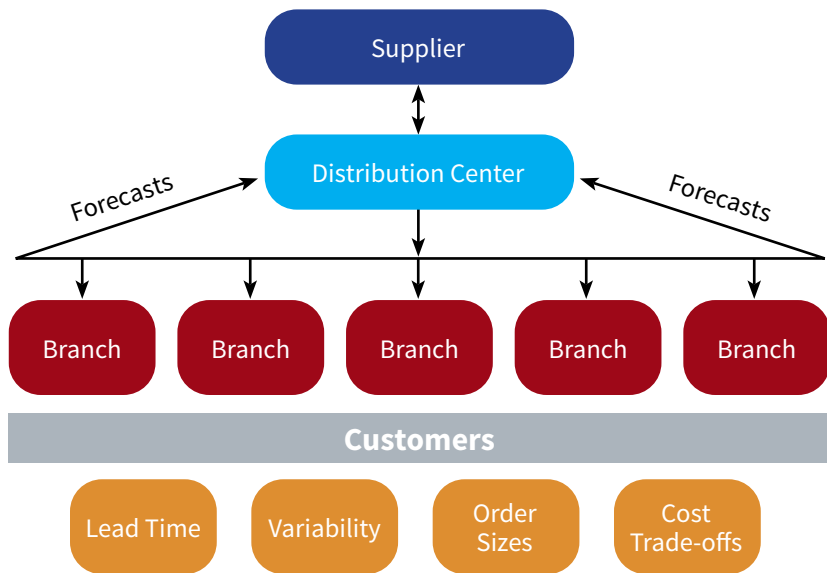 Supplier
Distribution Center
Forecasts
Forecasts
Branch
Branch
Branch
Branch
Branch
Customers
Lead Time
Variability
Order
Sizes
Cost
Trade-offs